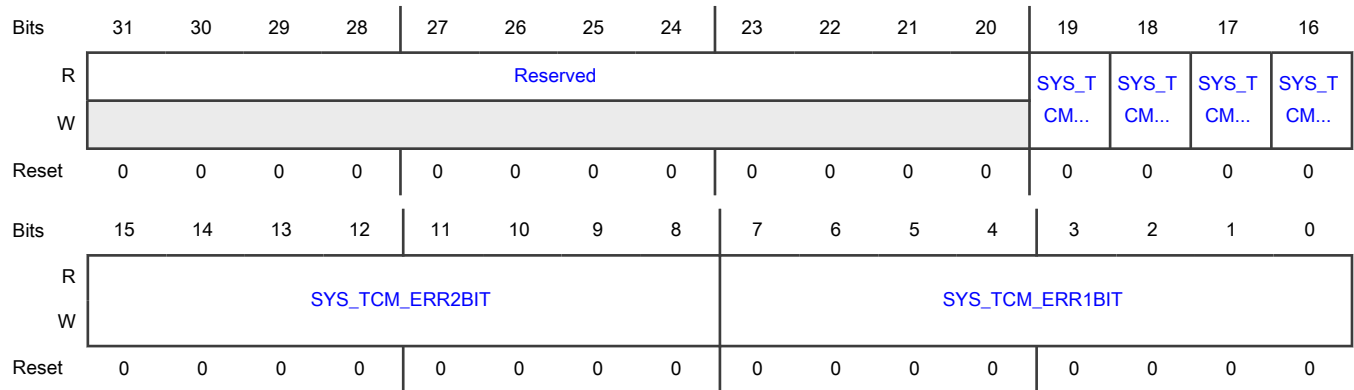 Bits 31 30 29 28 27 26 25 24 23 22 21 20 19 18 17 16
R Reserved SYS_T SYS_T SYS_T SYS_T
W CM... CM... CM... CM...
Reset 0 0 0 0 0 0 0 0 0 0 0 0 0 0 0 0
Bits 15 14 13 12 11 10 9 8 7 6 5 4 3 2 1 0
R
SYS_TCM_ERR2BIT SYS_TCM_ERR1BIT
W
Reset 0 0 0 0 0 0 0 0 0 0 0 0 0 0 0 0